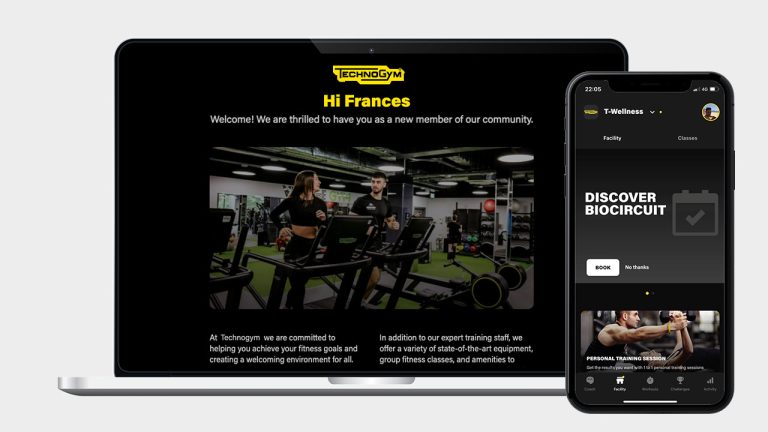 TECHNOGYM
Hi Frances
Welcome! We are thrilled to have you as a new member of our community.
At Technogym we are committed to
helping you achieve your fitness goals and
creating a welcoming environment for all.
In addition to our expert training staff, we
offer a variety of state-of-the-art equipment,
group fitness classes, and amenities to
22:05
4G
T-Wellness
Facility
Classes
DISCOVER
BIOCIRCUIT
BOOK
No thanks
PERSONAL TRAINING SESSION
Get the results you want with 1 to 1 personal training sessions
Coach
Facility
Workouts
Challenges
Activity